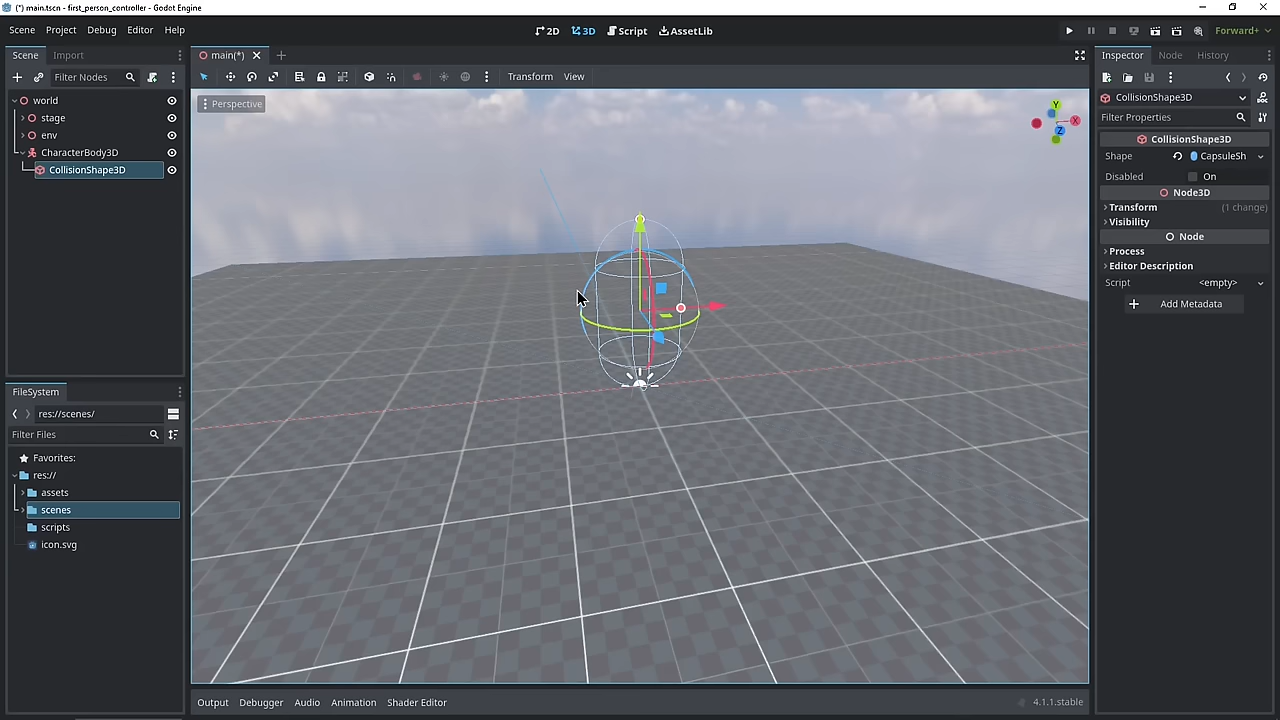 (*) main.tscn - first_person_controller - Godot Engine
Scene Project Debug Editor Help
2D 3D Script AssetLib
Forward+
Scene Import
main(*)
Inspector Node History
Filter Nodes
Transform View
world
stage
env
CharacterBody3D
CollisionShape3D
Perspective
Y
X
Z
CollisionShape3D
Filter Properties
CollisionShape3D
Shape CapsuleSh
Disabled On
Node3D
Transform (1 change)
Visibility
Node
Process
Editor Description
Script <empty>
Add Metadata
FileSystem
res://scenes/
Filter Files
Favorites:
res://
assets
scenes
scripts
icon.svg
Output Debugger Audio Animation Shader Editor
4.1.1.stable